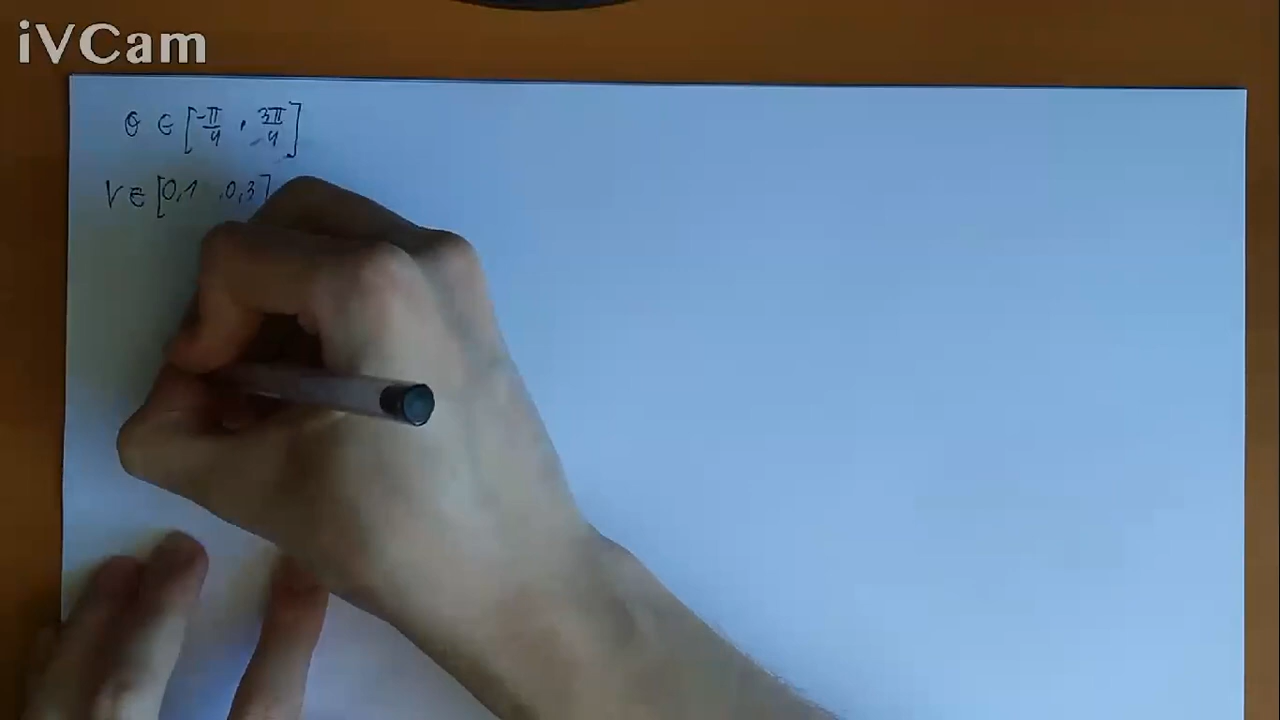 iVCam
θ ∈ [-π/4 , 3π/4]
r ∈ [0,1 , 0,3]